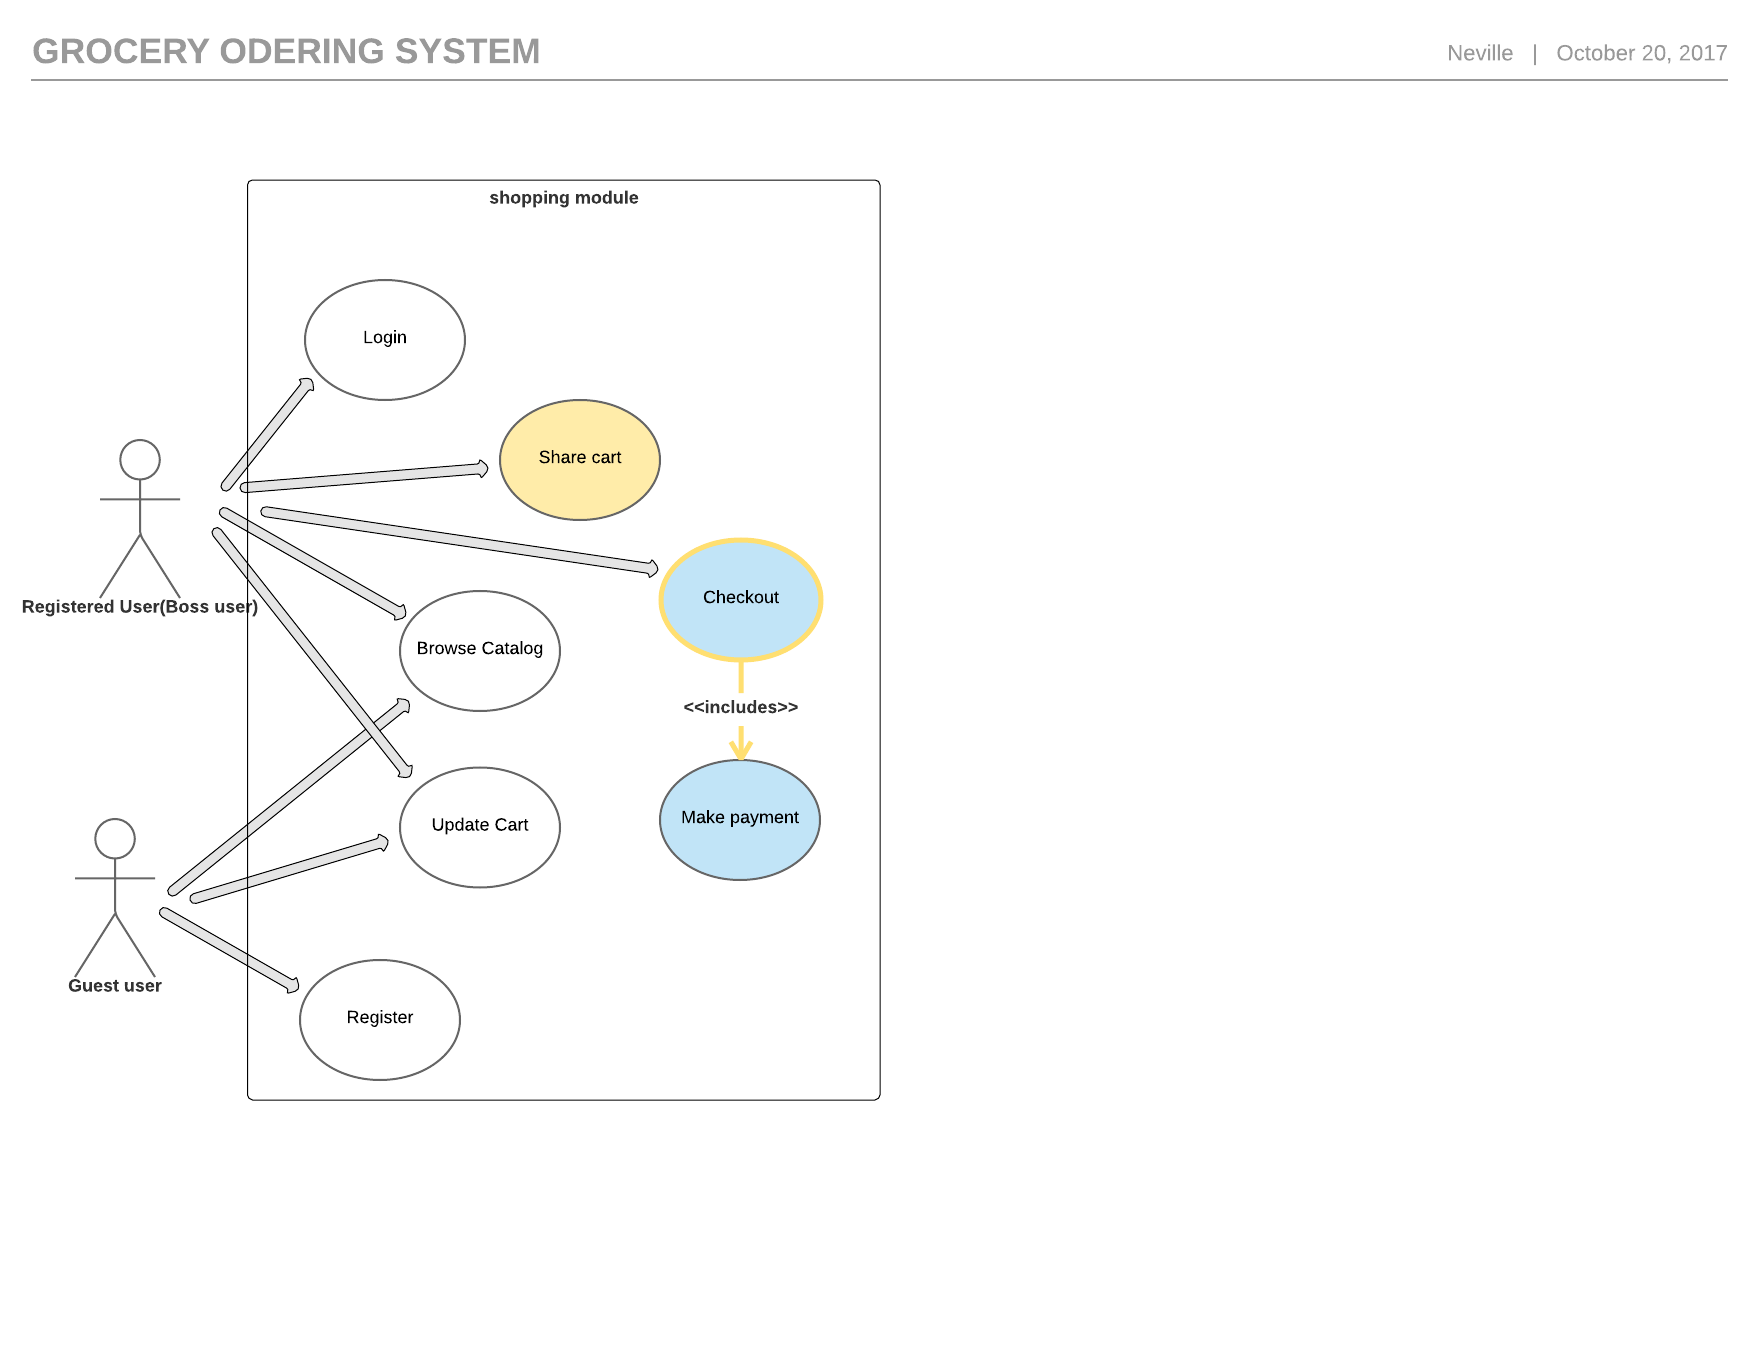 GROCERY ODERING SYSTEM
Neville | October 20, 2017
shopping module
Login
Share cart
Checkout
Registered User(Boss user)
Browse Catalog
<<includes>>
Make payment
Update Cart
Guest user
Register